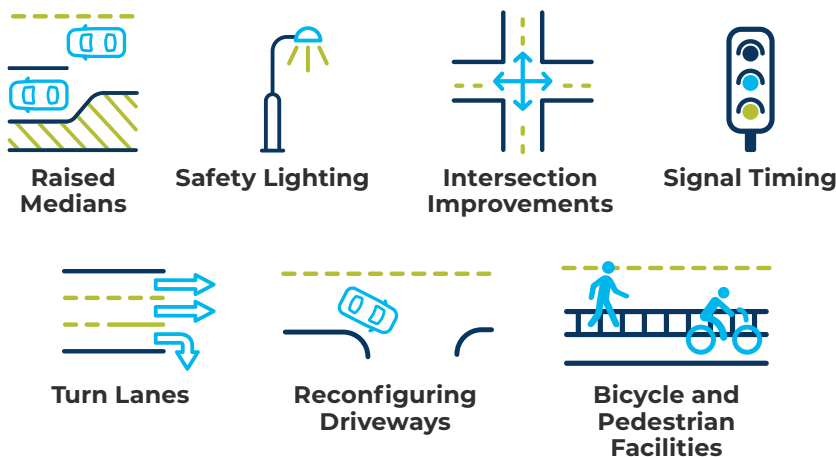 Raised
Medians
Safety Lighting
Intersection
Improvements
Signal Timing
Turn Lanes
Reconfiguring
Driveways
Bicycle and
Pedestrian
Facilities